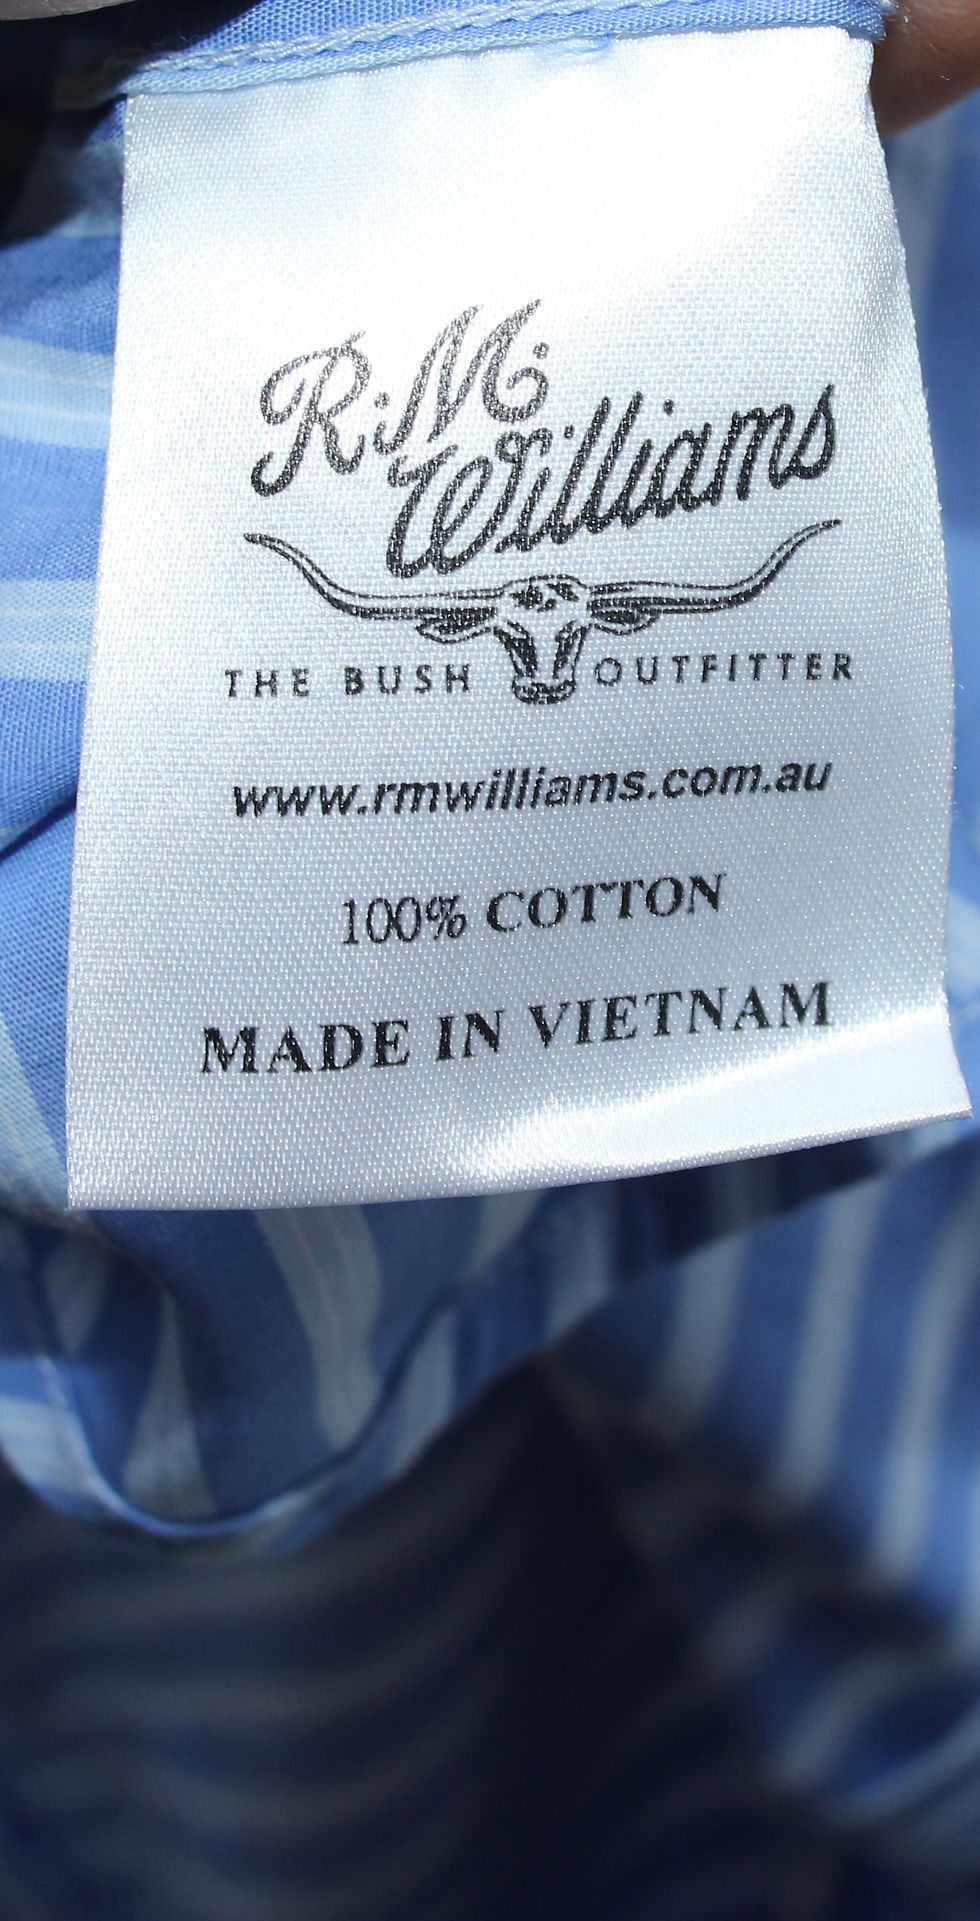 R.M.
Williams
THE BUSH OUTFITTER
www.rmwilliams.com.au
100% COTTON
MADE IN VIETNAM